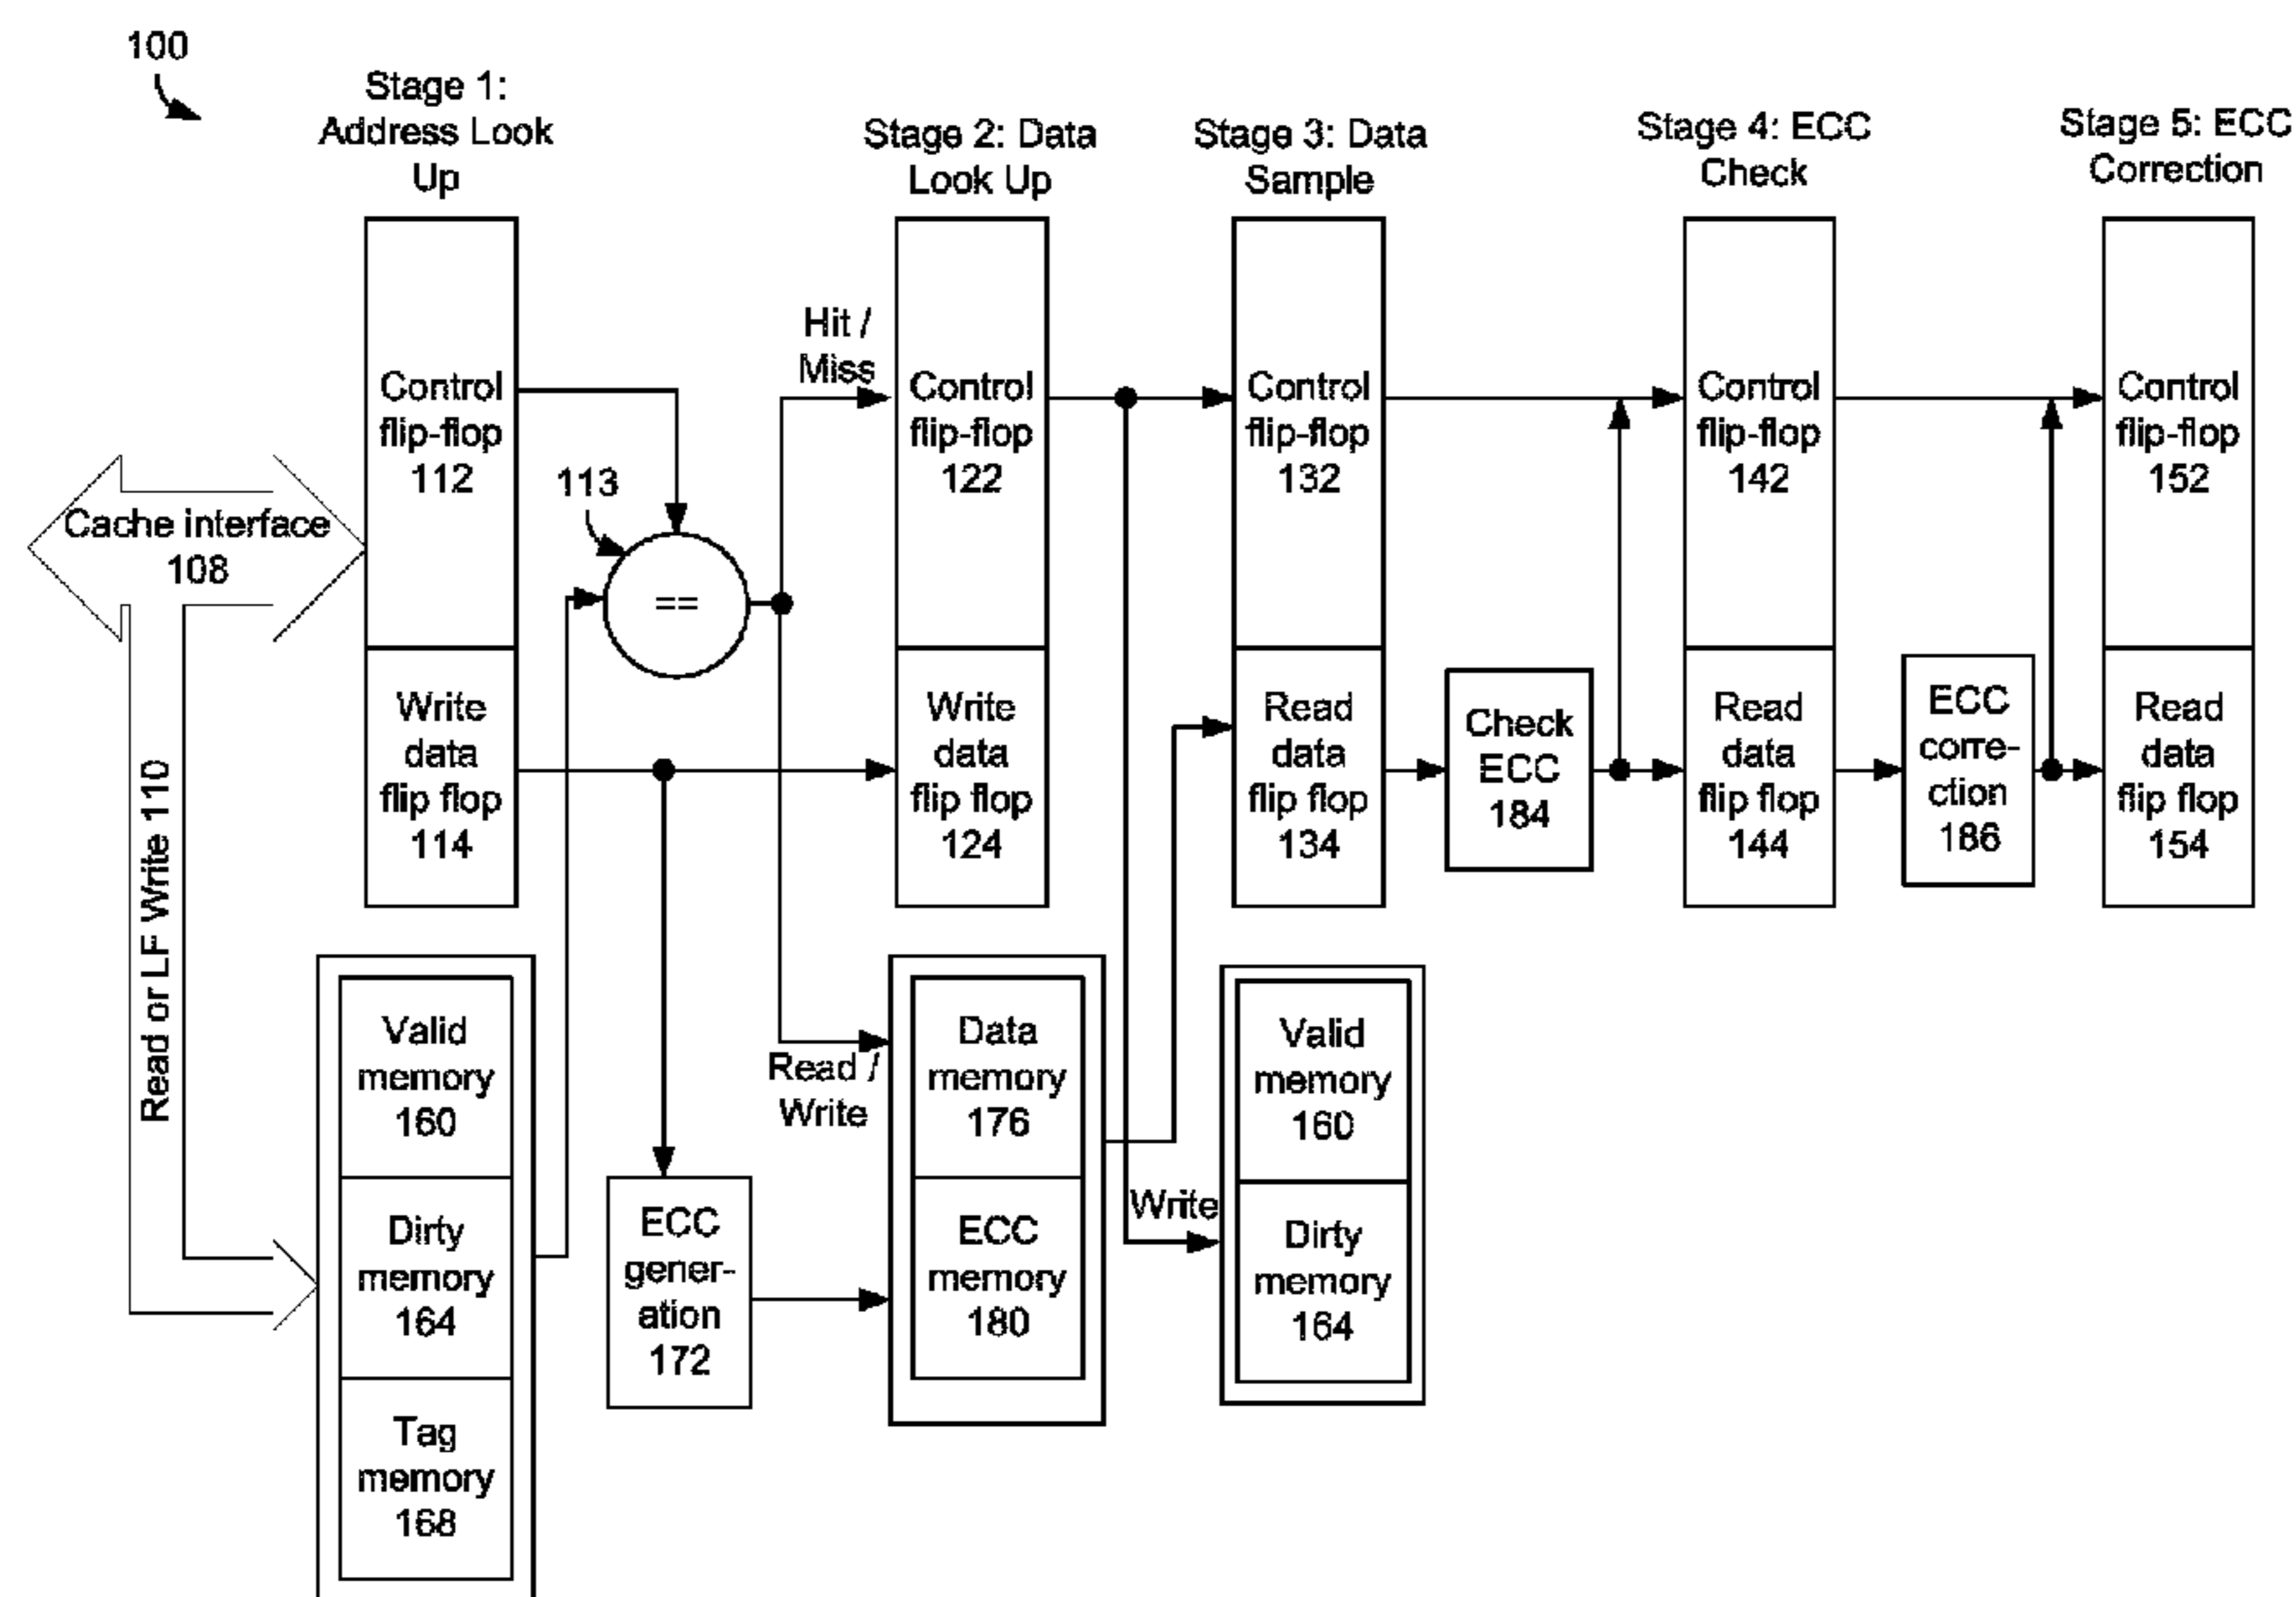 100
Stage 1:
Address Look
Up
Stage 2: Data
Look Up
Stage 3: Data
Sample
Stage 4: ECC
Check
Stage 5: ECC
Correction
Cache interface
108
Read or LF Write 110
Control
flip-flop
112
Write
data
flip flop
114
113
==
Hit /
Miss
Read /
Write
Control
flip-flop
122
Write
data
flip flop
124
Control
flip-flop
132
Read
data
flip flop
134
Check
ECC
184
Control
flip-flop
142
Read
data
flip flop
144
ECC
corre-
ction
186
Control
flip-flop
152
Read
data
flip flop
154
Valid
memory
160
Dirty
memory
164
Tag
memory
168
ECC
gener-
ation
172
Data
memory
176
ECC
memory
180
Write
Valid
memory
160
Dirty
memory
164